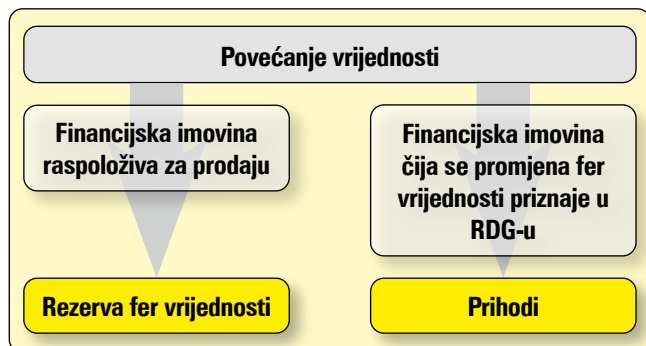 Povećanje vrijednosti
Financijska imovina
raspoloživa za prodaju
Financijska imovina
čija se promjena fer
vrijednosti priznaje u
RDG-u
Rezerva fer vrijednosti
Prihodi